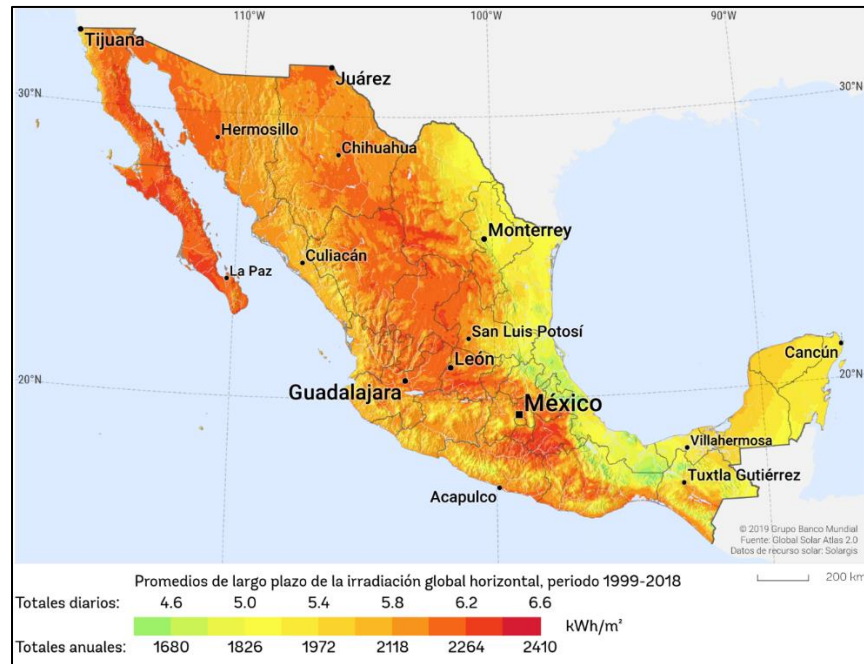 110°W
100°W
90°W
Tijuana
Juárez
30°N
30°N
Hermosillo
Chihuahua
Monterrey
Culiacán
La Paz
San Luis Potosí
Cancún
León
20°N
20°N
Guadalajara
México
Villahermosa
Tuxtla Gutiérrez
Acapulco
© 2019 Grupo Banco Mundial
Fuente: Global Solar Atlas 2.0
Datos de recurso solar: Solargis
Promedios de largo plazo de la irradiación global horizontal, periodo 1999-2018
200 km
Totales diarios: 4.6 5.0 5.4 5.8 6.2 6.6
kWh/m²
Totales anuales: 1680 1826 1972 2118 2264 2410